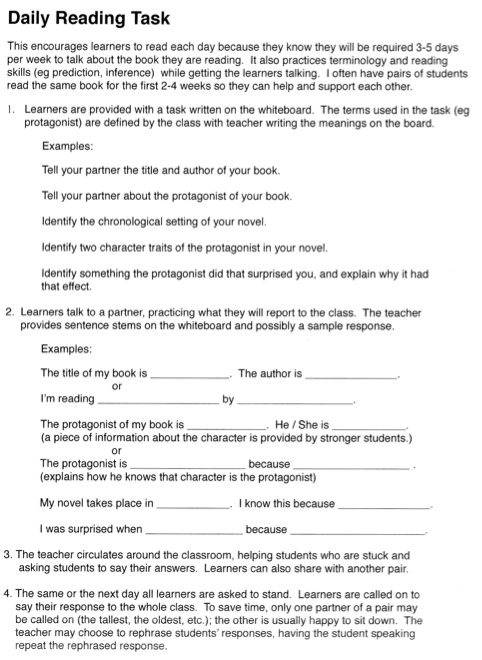 Daily Reading Task
This encourages learners to read each day because they know they will be required 3-5 days
per week to talk about the book they are reading. It also practices terminology and reading
skills (eg prediction, inference) while getting the learners talking. I often have pairs of students
read the same book for the first 2-4 weeks so they can help and support each other.
1. Learners are provided with a task written on the whiteboard. The terms used in the task (eg
protagonist) are defined by the class with teacher writing the meanings on the board.
Examples:
Tell your partner the title and author of your book.
Tell your partner about the protagonist of your book.
Identify the chronological setting of your novel.
Identify two character traits of the protagonist in your novel.
Identify something the protagonist did that surprised you, and explain why it had
that effect.
2. Learners talk to a partner, practicing what they will report to the class. The teacher
provides sentence stems on the whiteboard and possibly a sample response.
Examples:
The title of my book is ____________. The author is ______________.
or
I'm reading __________________ by _________________.
The protagonist of my book is ____________. He / She is ___________.
(a piece of information about the character is provided by stronger students.)
or
The protagonist is _________________ because _________________ .
(explains how he knows that character is the protagonist)
My novel takes place in ___________. I know this because ______________.
I was surprised when ______________ because ____________________.
3. The teacher circulates around the classroom, helping students who are stuck and
asking students to say their answers. Learners can also share with another pair.
4. The same or the next day all learners are asked to stand. Learners are called on to
say their response to the whole class. To save time, only one partner of a pair may
be called on (the tallest, the oldest, etc.); the other is usually happy to sit down. The
teacher may choose to rephrase students' responses, having the student speaking
repeat the rephrased response.